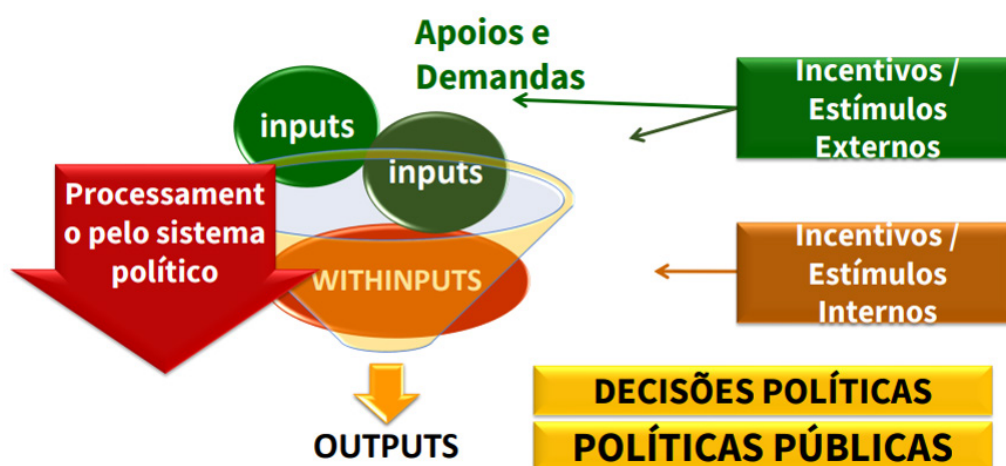 Apoios e
Demandas
Incentivos /
Estímulos
Externos
inputs
inputs
Processament
o pelo sistema
político
WITHINPUTS
Incentivos /
Estímulos
Internos
OUTPUTS
DECISÕES POLÍTICAS
POLÍTICAS PÚBLICAS